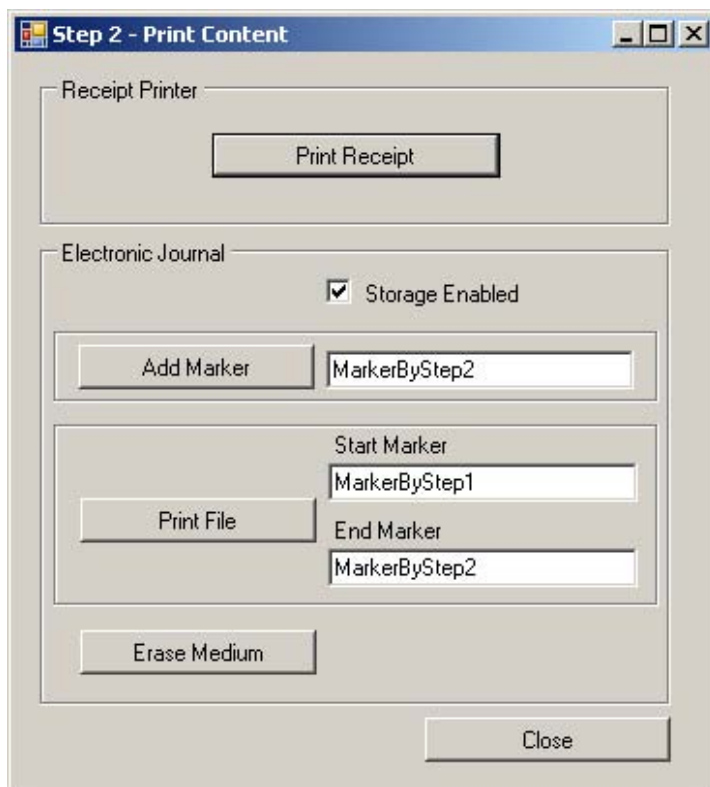 Step 2 - Print Content
Receipt Printer
Print Receipt
Electronic Journal
Storage Enabled
Add Marker
MarkerByStep2
Start Marker
MarkerByStep1
Print File
End Marker
MarkerByStep2
Erase Medium
Close